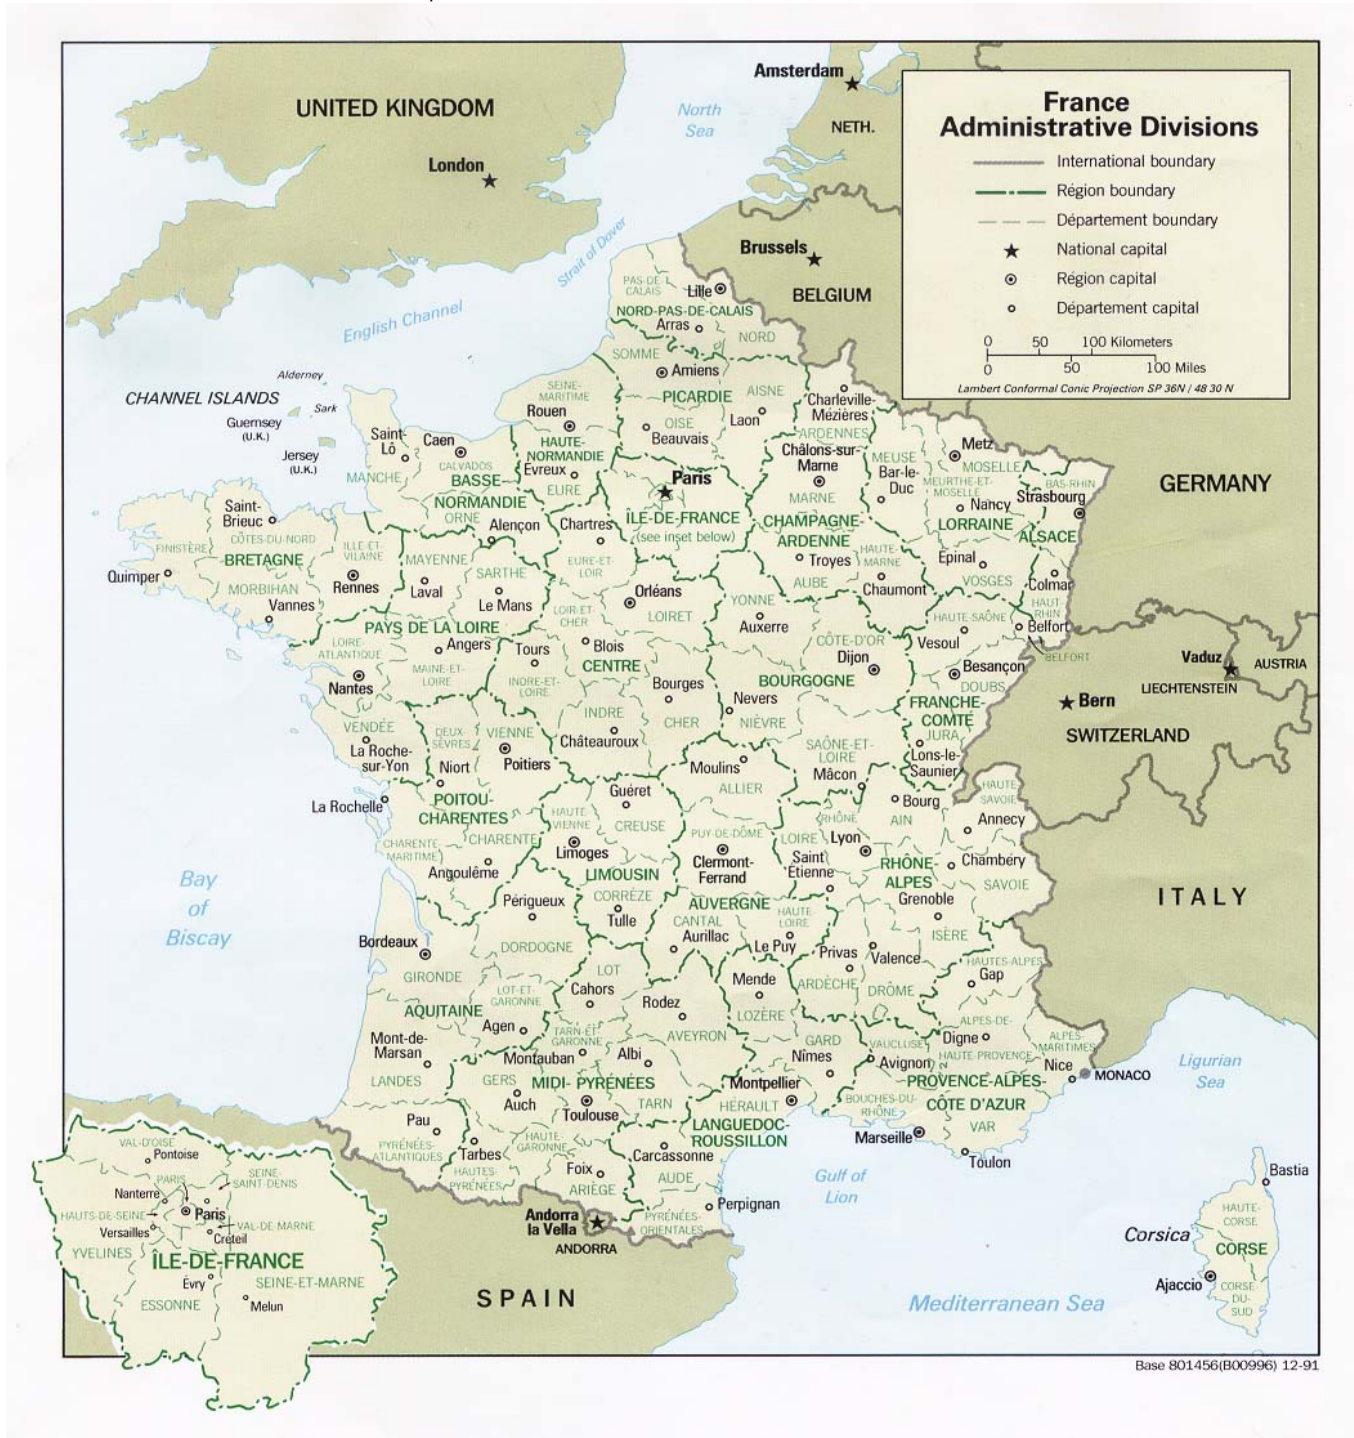 Amsterdam
NETH.
North
Sea
UNITED KINGDOM
London
France
Administrative Divisions
International boundary
Région boundary
Département boundary
National capital
Région capital
Département capital
0 50 100 Kilometers
0 50 100 Miles
Lambert Conformal Conic Projection SP 36N / 48 30 N
Brussels
BELGIUM
Strait of Dover
English Channel
CHANNEL ISLANDS
Alderney
Guernsey
(U.K.)
Sark
Jersey
(U.K.)
PAS-DE
CALAIS
Lille
NORD-PAS-DE-CALAIS
Arras
NORD
SOMME
Amiens
PICARDIE
AISNE
OISE
Beauvais
Laon
SEINE-
MARITIME
Rouen
HAUTE-
NORMANDIE
Evreux
EURE
Charleville-
Mézières
ARDENNES
Châlons-sur-
Marne
MARNE
CHAMPAGNE-
ARDENNE
Troyes
AUBE
HAUTE-
MARNE
Chaumont
MEUSE
Bar-le-
Duc
Metz
MOSELLE
MEURTHE-ET-
MOSELLE
Nancy
LORRAINE
Epinal
VOSGES
BAS-RHIN
Strasbourg
ALSACE
Colmar
HAUT-
RHIN
GERMANY
Saint-
Lô
Caen
MANCHE
CALVADOS
BASSE-
NORMANDIE
ORNE
Alençon
Paris
ÎLE-DE-FRANCE
(see inset below)
Saint-
Brieuc
CÔTES-DU-NORD
FINISTÈRE
BRETAGNE
ILLE-ET-
VILAINE
Quimper
MORBIHAN
Rennes
Vannes
MAYENNE
Laval
SARTHE
Le Mans
PAYS DE LA LOIRE
LOIRE-
ATLANTIQUE
Nantes
Angers
MAINE-ET-
LOIRE
VENDÉE
La Roche-
sur-Yon
Chartres
EURE-ET-
LOIR
Orléans
LOIRET
LOIR-ET-
CHER
Blois
Tours
CENTRE
INDRE-ET-
LOIRE
Bourges
INDRE
CHER
Châteauroux
YONNE
Auxerre
CÔTE-D'OR
Dijon
BOURGOGNE
Nevers
NIÈVRE
SAÔNE-ET-
LOIRE
Mâcon
HAUTE-SAÔNE
Vesoul
Belfort
BELFORT
Besançon
DOUBS
FRANCHE-
COMTÉ
JURA
Lons-le-
Saunier
Vaduz
AUSTRIA
LIECHTENSTEIN
Bern
SWITZERLAND
DEUX-
SÈVRES
VIENNE
Poitiers
Niort
La Rochelle
POITOU-
CHARENTES
CHARENTE
MARITIME
CHARENTE
Angoulême
Guéret
HAUTE
VIENNE
CREUSE
Limoges
LIMOUSIN
CORRÈZE
Tulle
Moulins
ALLIER
PUY-DE-DÔME
Clermont-
Ferrand
AUVERGNE
CANTAL
Aurillac
HAUTE
LOIRE
Le Puy
Bourg
AIN
HAUTE
SAVOIE
Annecy
RHÔNE
LOIRE
Lyon
Saint
Étienne
RHÔNE-
ALPES
Chambéry
SAVOIE
Grenoble
ISÈRE
Privas
Valence
ARDÈCHE
DRÔME
ITALY
Bay
of
Biscay
Périgueux
DORDOGNE
Bordeaux
GIRONDE
AQUITAINE
LOT-ET-
GARONNE
Agen
Mont-de-
Marsan
LANDES
Pau
PYRÉNÉES-
ATLANTIQUES
LOT
Cahors
Rodez
AVEYRON
TARN-ET
GARONNE
Montauban
Albi
GERS
MIDI- PYRÉNÉES
Auch
Toulouse
TARN
Tarbes
HAUTE-
GARONNE
HAUTES-
PYRÉNÉES
Foix
ARIÈGE
Mende
LOZÈRE
GARD
Nîmes
Montpellier
HÉRAULT
LANGUEDOC-
ROUSSILLON
Carcassonne
AUDE
Perpignan
PYRÉNÉES-
ORIENTALES
HAUTES-ALPES
Gap
ALPES-DE-
Digne
HAUTE PROVENCE
ALPES-
MARITIMES
Nice
MONACO
VAUCLUSE
Avignon
PROVENCE-ALPES-
CÔTE D'AZUR
BOUCHES-DU-
RHÔNE
VAR
Marseille
Toulon
Ligurian
Sea
Gulf of
Lion
Mediterranean Sea
Andorra
la Vella
ANDORRA
SPAIN
Corsica
Bastia
HAUTE-
CORSE
CORSE
Ajaccio
CORSE-
DU-
SUD
VAL-D'OISE
Pontoise
PARIS
SEINE-
SAINT-DENIS
Nanterre
HAUTS-DE-SEINE
Paris
Versailles
VAL-DE MARNE
Créteil
YVELINES
ÎLE-DE-FRANCE
Évry
SEINE-ET-MARNE
ESSONNE
Melun
Base 801456(B00996) 12-91